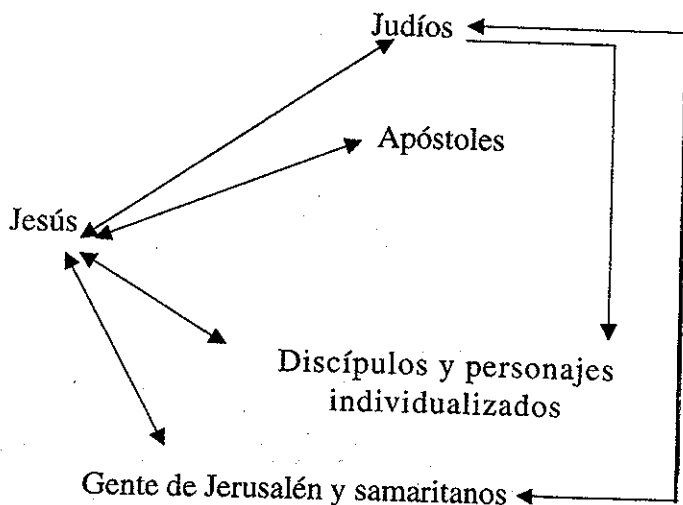 Judíos
Apóstoles
Jesús
Discípulos y personajes
individualizados
Gente de Jerusalén y samaritanos